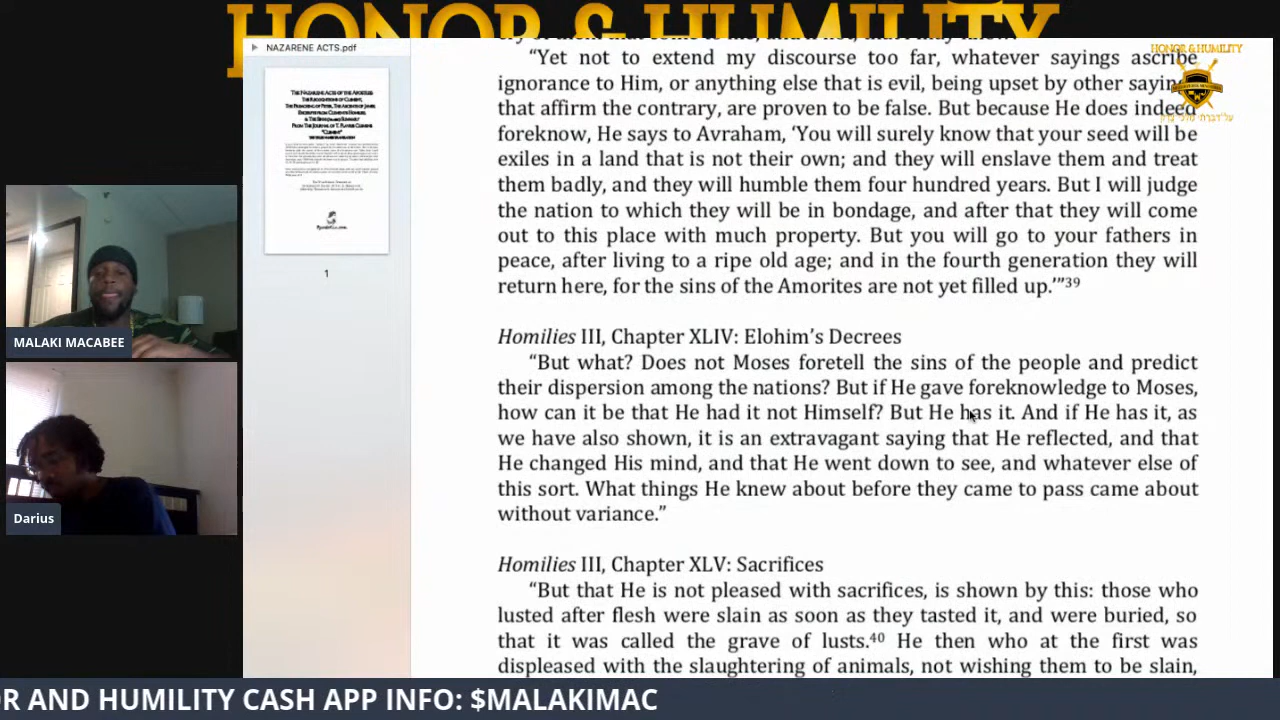 HONOR & HUMILITY
NAZARENE ACTS.pdf
HONOR & HUMILITY
THE NAZARENE ACTS OF THE APOSTLES
THE RECOGNITIONS OF CLEMENT,
1
MALAKI MACABEE
Darius
“Yet not to extend my discourse too far, whatever sayings ascribe
ignorance to Him, or anything else that is evil, being upset by other
that affirm the contrary, are proven to be false. But because He does indeed
foreknow, He says to Avraham, ‘You will surely know that your seed will be
exiles in a land that is not their own; and they will enslave them and treat
them badly, and they will humble them four hundred years. But I will judge
the nation to which they will be in bondage, and after that they will come
out to this place with much property. But you will go to your fathers in
peace, after living to a ripe old age; and in the fourth generation they will
return here, for the sins of the Amorites are not yet filled up.’”39
Homilies III, Chapter XLIV: Elohim’s Decrees
“But what? Does not Moses foretell the sins of the people and predict
their dispersion among the nations? But if He gave foreknowledge to Moses,
how can it be that He had it not Himself? But He has it. And if He has it, as
we have also shown, it is an extravagant saying that He reflected, and that
He changed His mind, and that He went down to see, and whatever else of
this sort. What things He knew about before they came to pass came about
without variance.”
Homilies III, Chapter XLV: Sacrifices
“But that He is not pleased with sacrifices, is shown by this: those who
lusted after flesh were slain as soon as they tasted it, and were buried, so
that it was called the grave of lusts.40 He then who at the first was
displeased with the slaughtering of animals, not wishing them to be slain,
OR AND HUMILITY CASH APP INFO: $MALAKIMAC